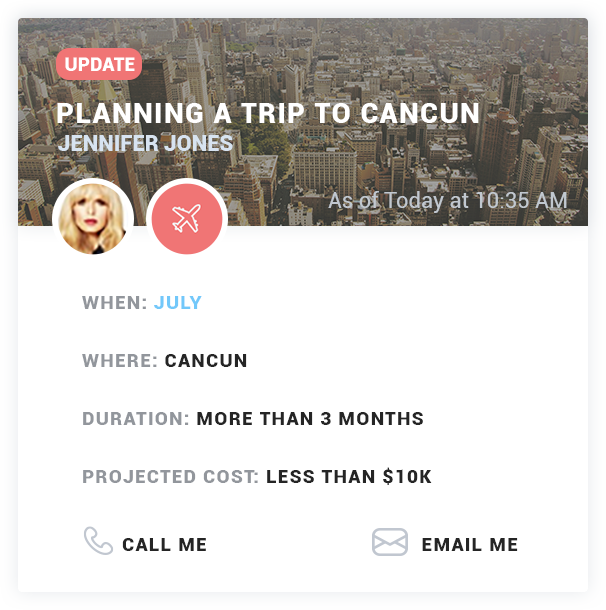 UPDATE
PLANNING A TRIP TO CANCUN
JENNIFER JONES
As of Today at 10:35 AM
WHEN: JULY
WHERE: CANCUN
DURATION: MORE THAN 3 MONTHS
PROJECTED COST: LESS THAN $10K
CALL ME
EMAIL ME